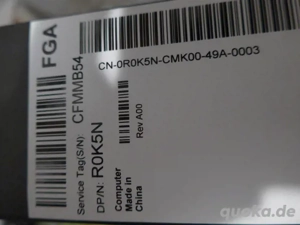 FGA
CN-0R0K5N-CMK00-49A-0003
Service Tag(S/N): CFMMB54
DP/N: R0K5N
Rev A00
Computer
Made in
China
quoka.de